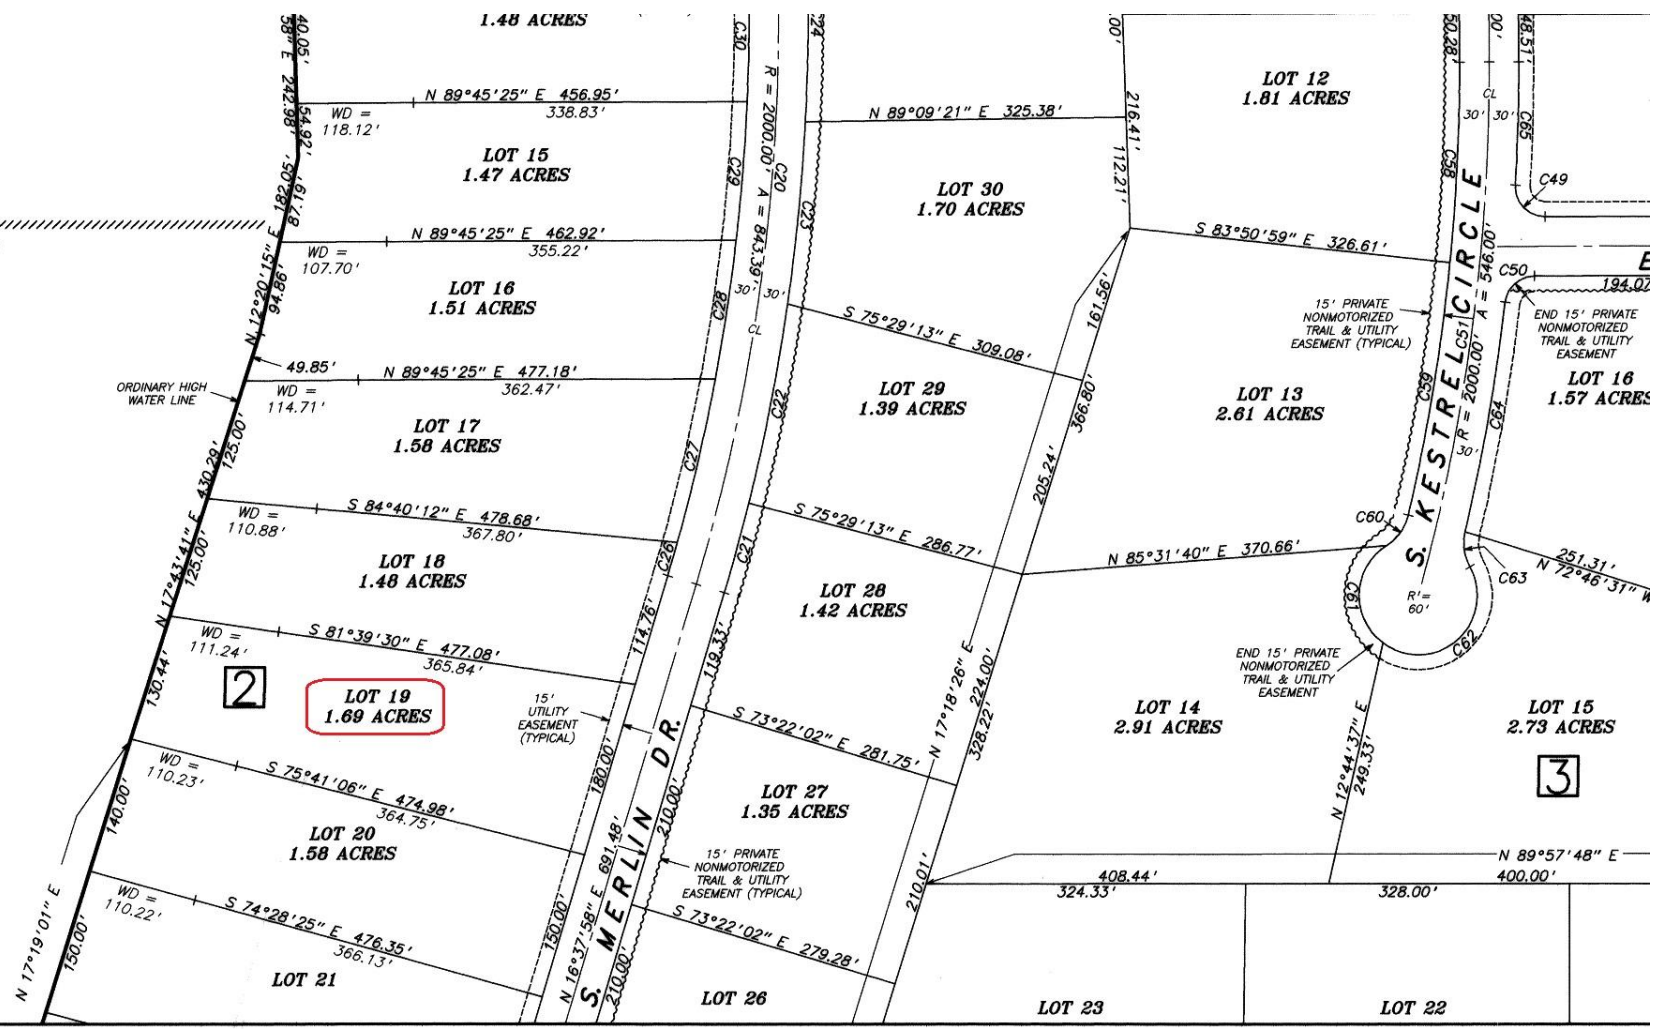 1.48 ACRES
40.05'
58" E 242.98'
54.92'
C30
C24
R = 2000.00' A = 843.39'
N 89°45'25" E 456.95'
338.83'
WD =
118.12'
LOT 15
1.47 ACRES
C29
C20
C23
N 89°09'21" E 325.38'
LOT 30
1.70 ACRES
00'
216.41'
112.21'
LOT 12
1.81 ACRES
50.28'
00'
48.51'
CL
30' 30'
C65
C58
C49
N 12°20'15" E 182.05'
87.19'
94.86'
N 89°45'25" E 462.92'
355.22'
WD =
107.70'
LOT 16
1.51 ACRES
C28
30' 30'
CL
S 83°50'59" E 326.61'
S. KESTREL CIRCLE
R = 2000.00' A = 546.00'
C51
30'
C50
E
194.07
15' PRIVATE
NONMOTORIZED
TRAIL & UTILITY
EASEMENT (TYPICAL)
END 15' PRIVATE
NONMOTORIZED
TRAIL & UTILITY
EASEMENT
S 75°29'13" E 309.08'
161.56'
366.80'
205.24'
49.85'
N 89°45'25" E 477.18'
362.47'
WD =
114.71'
ORDINARY HIGH
WATER LINE
LOT 17
1.58 ACRES
C27
C22
LOT 29
1.39 ACRES
LOT 13
2.61 ACRES
C59
C64
LOT 16
1.57 ACRES
N 17°43'41" E 430.29'
125.00'
125.00'
S 84°40'12" E 478.68'
367.80'
WD =
110.88'
LOT 18
1.48 ACRES
C26
C21
S 75°29'13" E 286.77'
N 85°31'40" E 370.66'
C60
C61
C62
C63
R'=
60'
251.31'
N 72°46'31" W
LOT 28
1.42 ACRES
114.76'
119.33'
S 81°39'30" E 477.08'
365.84'
WD =
111.24'
130.44'
2
LOT 19
1.69 ACRES
15'
UTILITY
EASEMENT
(TYPICAL)
180.00'
S 73°22'02" E 281.75'
N 17°18'26" E
224.00'
328.22'
END 15' PRIVATE
NONMOTORIZED
TRAIL & UTILITY
EASEMENT
LOT 14
2.91 ACRES
N 12°44'37" E
249.33'
LOT 15
2.73 ACRES
3
S 75°41'06" E 474.98'
364.75'
WD =
110.23'
140.00'
LOT 20
1.58 ACRES
S. MERLIN DR.
N 16°37'58" E 691.48'
210.00'
LOT 27
1.35 ACRES
15' PRIVATE
NONMOTORIZED
TRAIL & UTILITY
EASEMENT (TYPICAL)
210.01'
N 89°57'48" E
408.44'
400.00'
324.33'
328.00'
S 74°28'25" E 476.35'
366.13'
WD =
110.22'
150.00'
150.00'
N 17°19'01" E
S 73°22'02" E 279.28'
210.00'
LOT 21
LOT 26
LOT 23
LOT 22